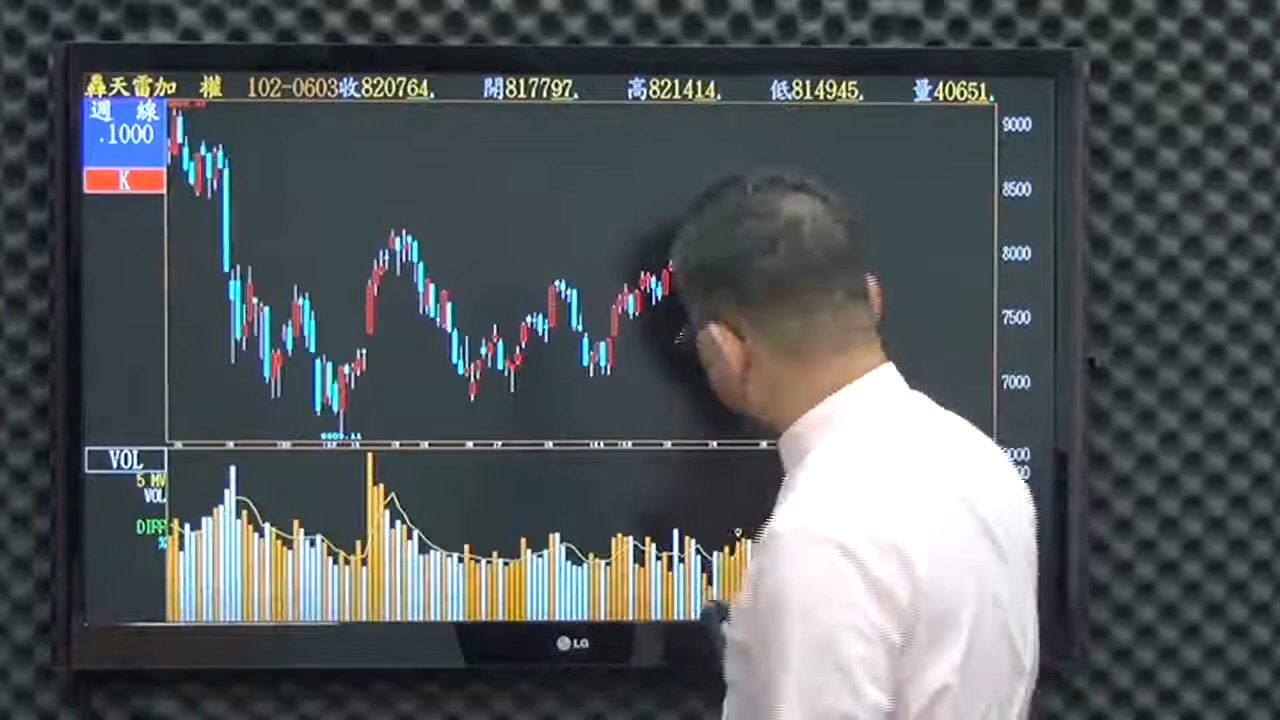 轟天雷加 權 102-0603收820764. 開817797. 高821414. 低814945. 量40651.
週 線
.1000
K
9000
8500
8000
7500
7000
VOL
5 MV
VOL
DIFF
LG